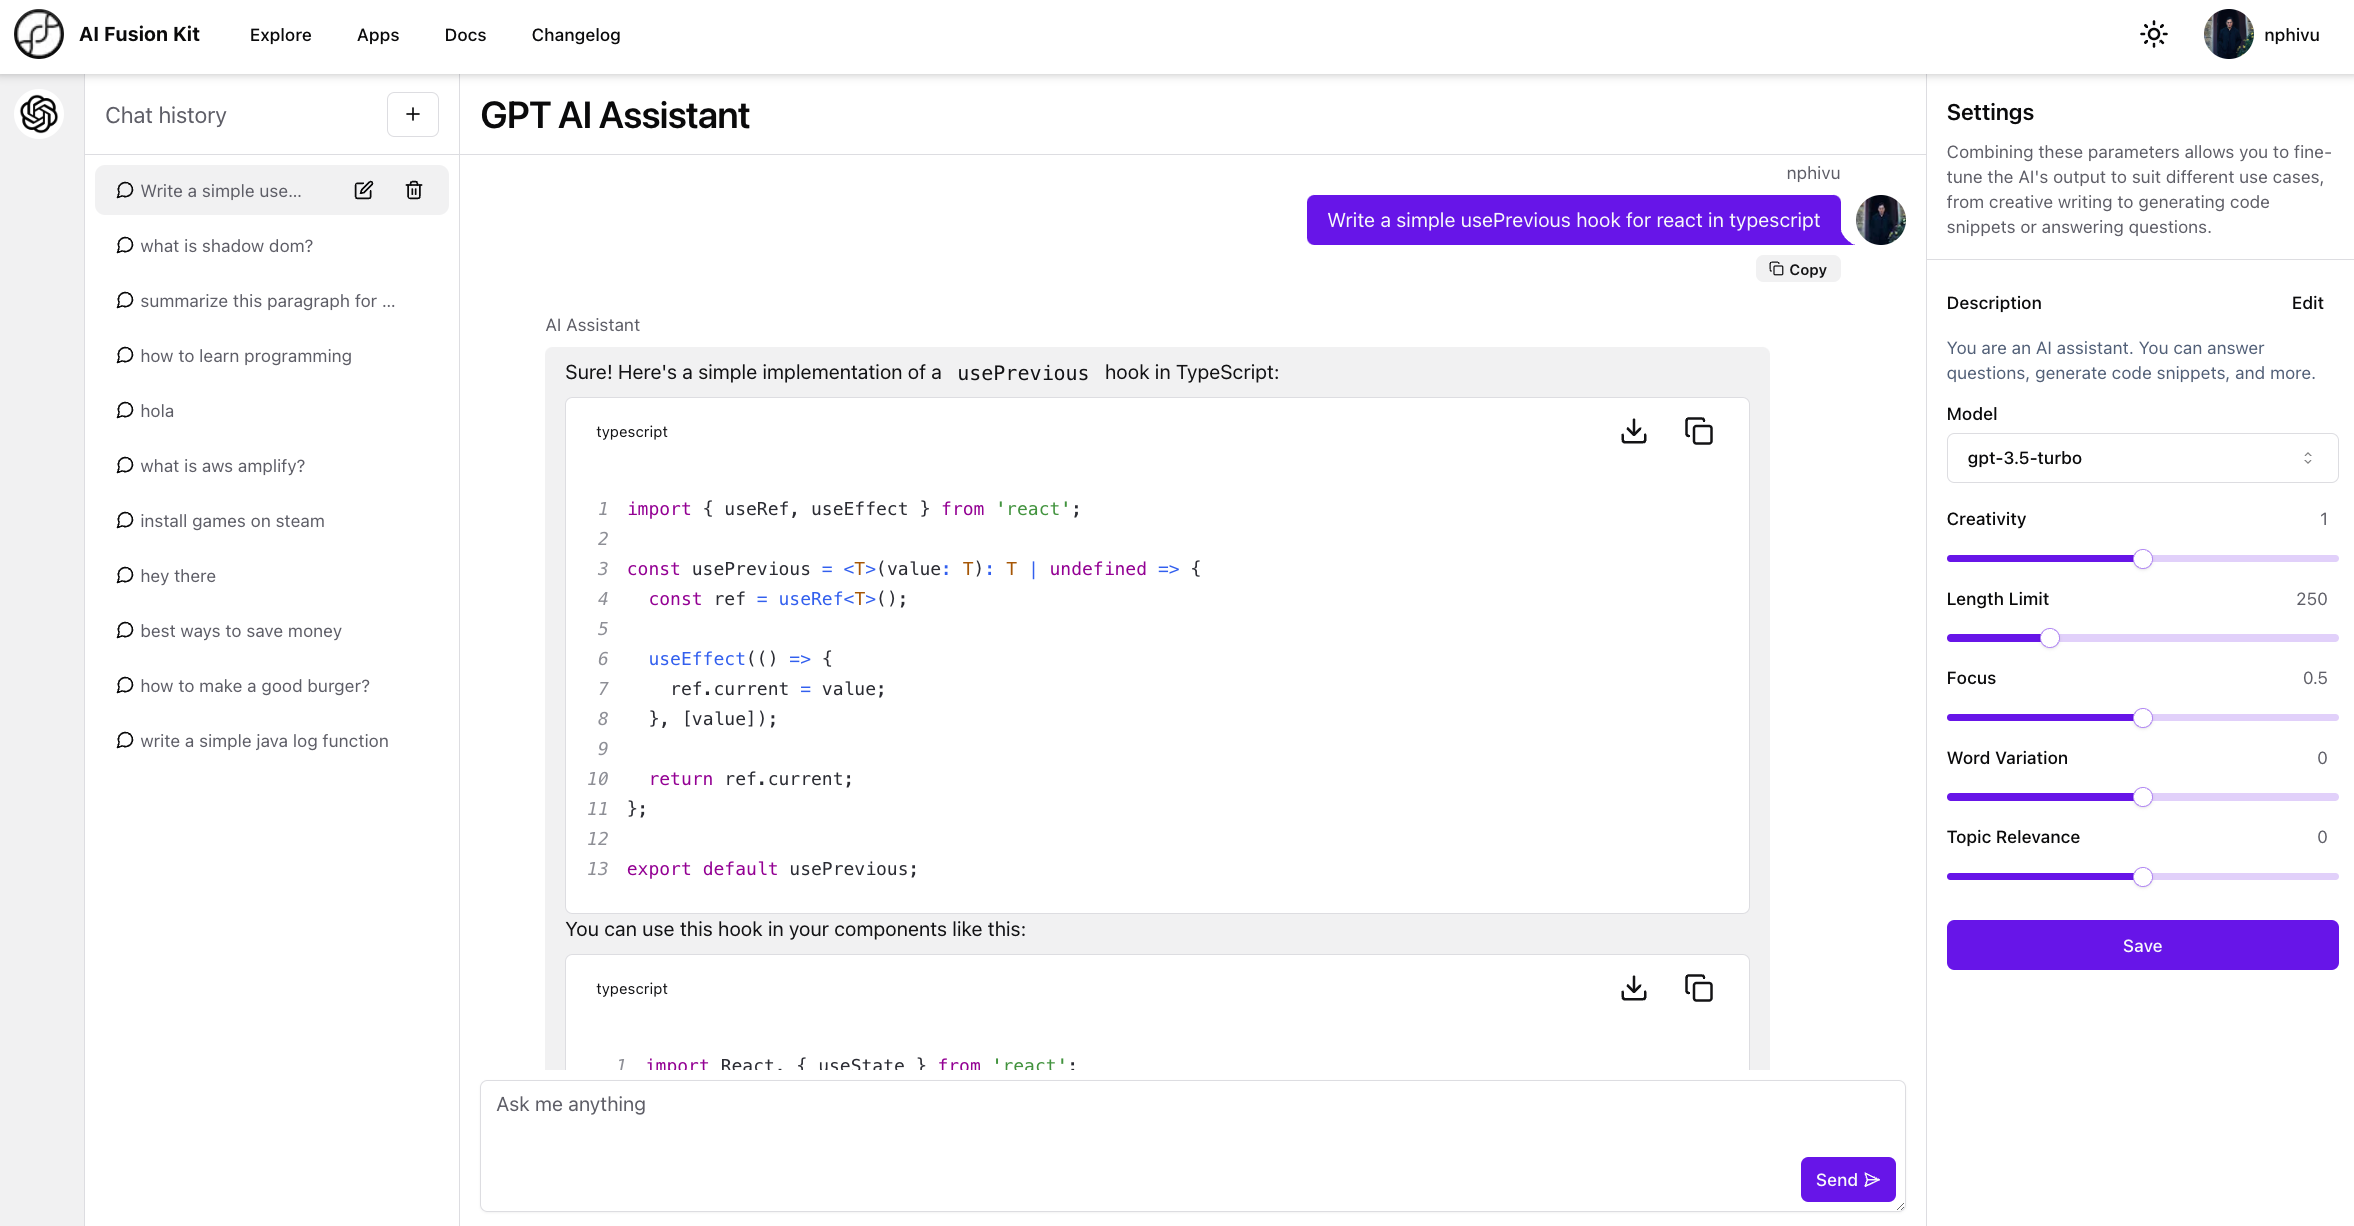 AI Fusion Kit
Explore
Apps
Docs
Changelog
nphivu
Chat history
+
Write a simple use...
what is shadow dom?
summarize this paragraph for ...
how to learn programming
hola
what is aws amplify?
install games on steam
hey there
best ways to save money
how to make a good burger?
write a simple java log function
GPT AI Assistant
nphivu
Write a simple usePrevious hook for react in typescript
Copy
AI Assistant
Sure! Here's a simple implementation of a usePrevious hook in TypeScript:
typescript
1 import { useRef, useEffect } from 'react';
2
3 const usePrevious = <T>(value: T): T | undefined => {
4   const ref = useRef<T>();
5
6   useEffect(() => {
7     ref.current = value;
8   }, [value]);
9
10   return ref.current;
11 };
12
13 export default usePrevious;
You can use this hook in your components like this:
typescript
1 import React, { useState } from 'react';
Ask me anything
Send
Settings
Combining these parameters allows you to fine-
tune the AI's output to suit different use cases,
from creative writing to generating code
snippets or answering questions.
Description
Edit
You are an AI assistant. You can answer
questions, generate code snippets, and more.
Model
gpt-3.5-turbo
Creativity 1
Length Limit 250
Focus 0.5
Word Variation 0
Topic Relevance 0
Save